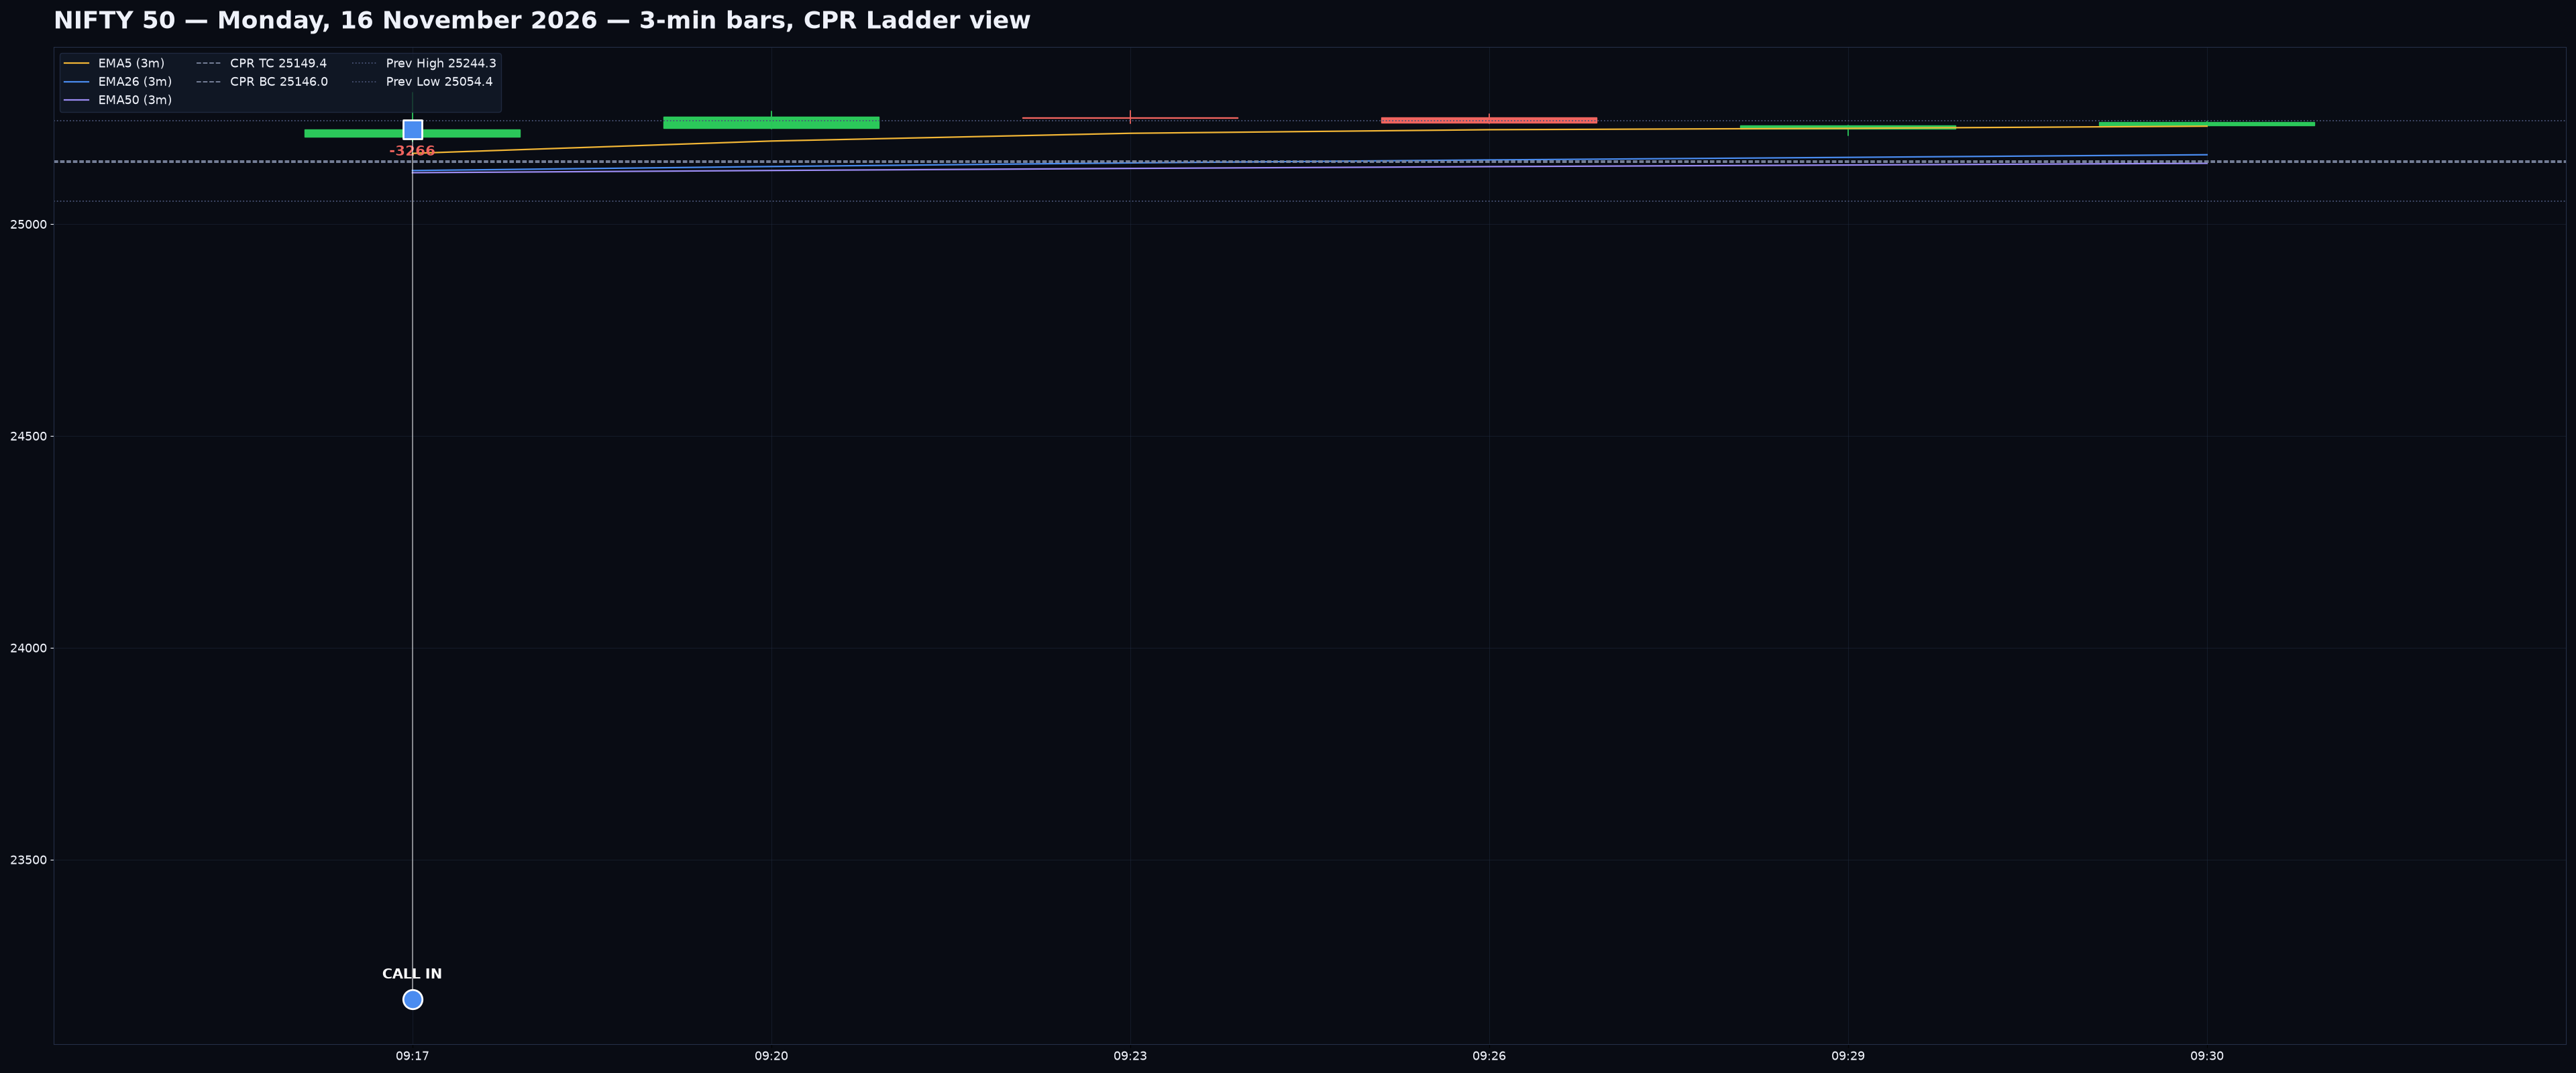 NIFTY 50 — Monday, 16 November 2026 — 3-min bars, CPR Ladder view
EMA5 (3m)
EMA26 (3m)
EMA50 (3m)
CPR TC 25149.4
CPR BC 25146.0
Prev High 25244.3
Prev Low 25054.4
-3266
25000
24500
24000
23500
CALL IN
09:17
09:20
09:23
09:26
09:29
09:30